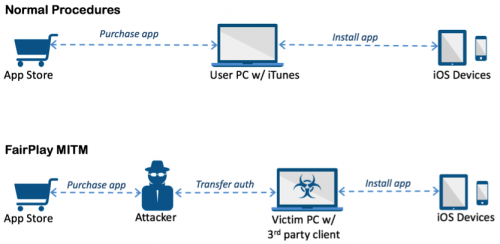 Normal Procedures
Purchase app
Install app
App Store
User PC w/ iTunes
iOS Devices
FairPlay MITM
Purchase app
Transfer auth
Install app
App Store
Attacker
Victim PC w/
3rd party client
iOS Devices